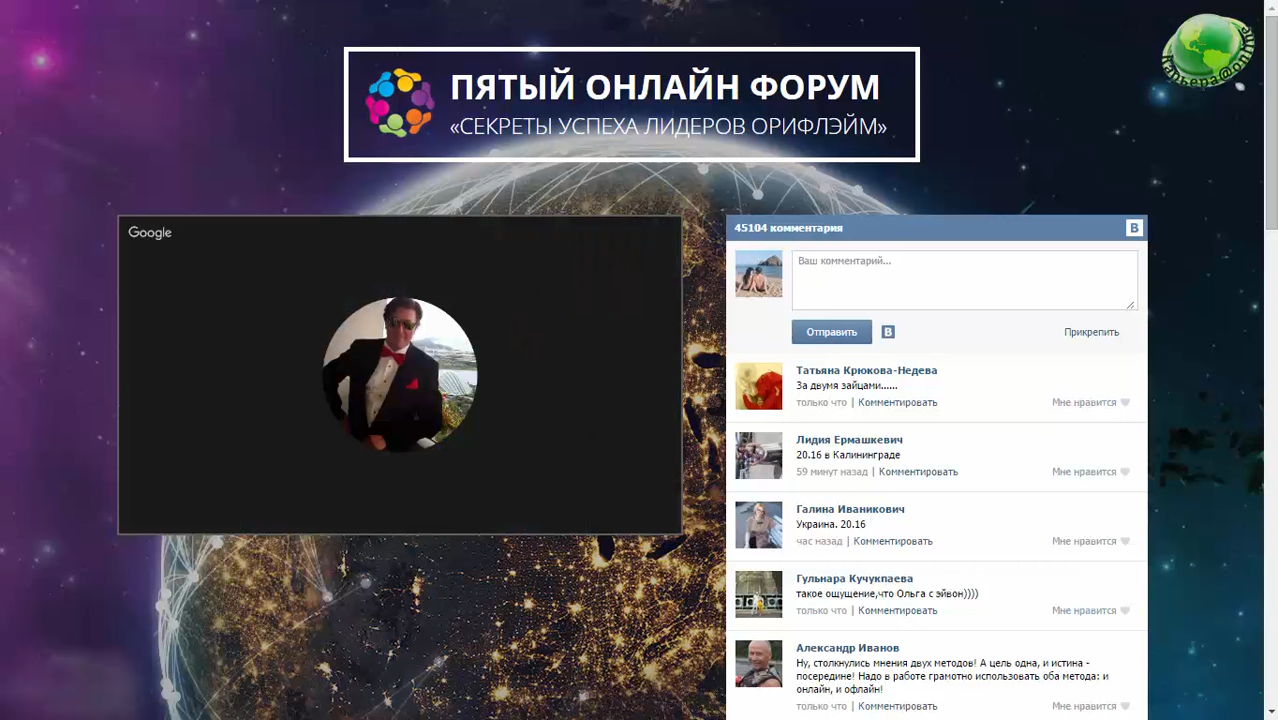 ПЯТЫЙ ОНЛАЙН ФОРУМ
«СЕКРЕТЫ УСПЕХА ЛИДЕРОВ ОРИФЛЭЙМ»
карьера@online
Google
45104 комментария
B
Ваш комментарий...
Отправить
B
Прикрепить
Татьяна Крюкова-Недева
За двумя зайцами......
только что | Комментировать
Мне нравится
Лидия Ермашкевич
20.16 в Калининграде
59 минут назад | Комментировать
Мне нравится
Галина Иваникович
Украина. 20.16
час назад | Комментировать
Мне нравится
Гульнара Кучукпаева
такое ощущение,что Ольга с эйвон))))
только что | Комментировать
Мне нравится
Александр Иванов
Ну, столкнулись мнения двух методов! А цель одна, и истина -
посередине! Надо в работе грамотно использовать оба метода: и
онлайн, и офлайн!
только что | Комментировать
Мне нравится